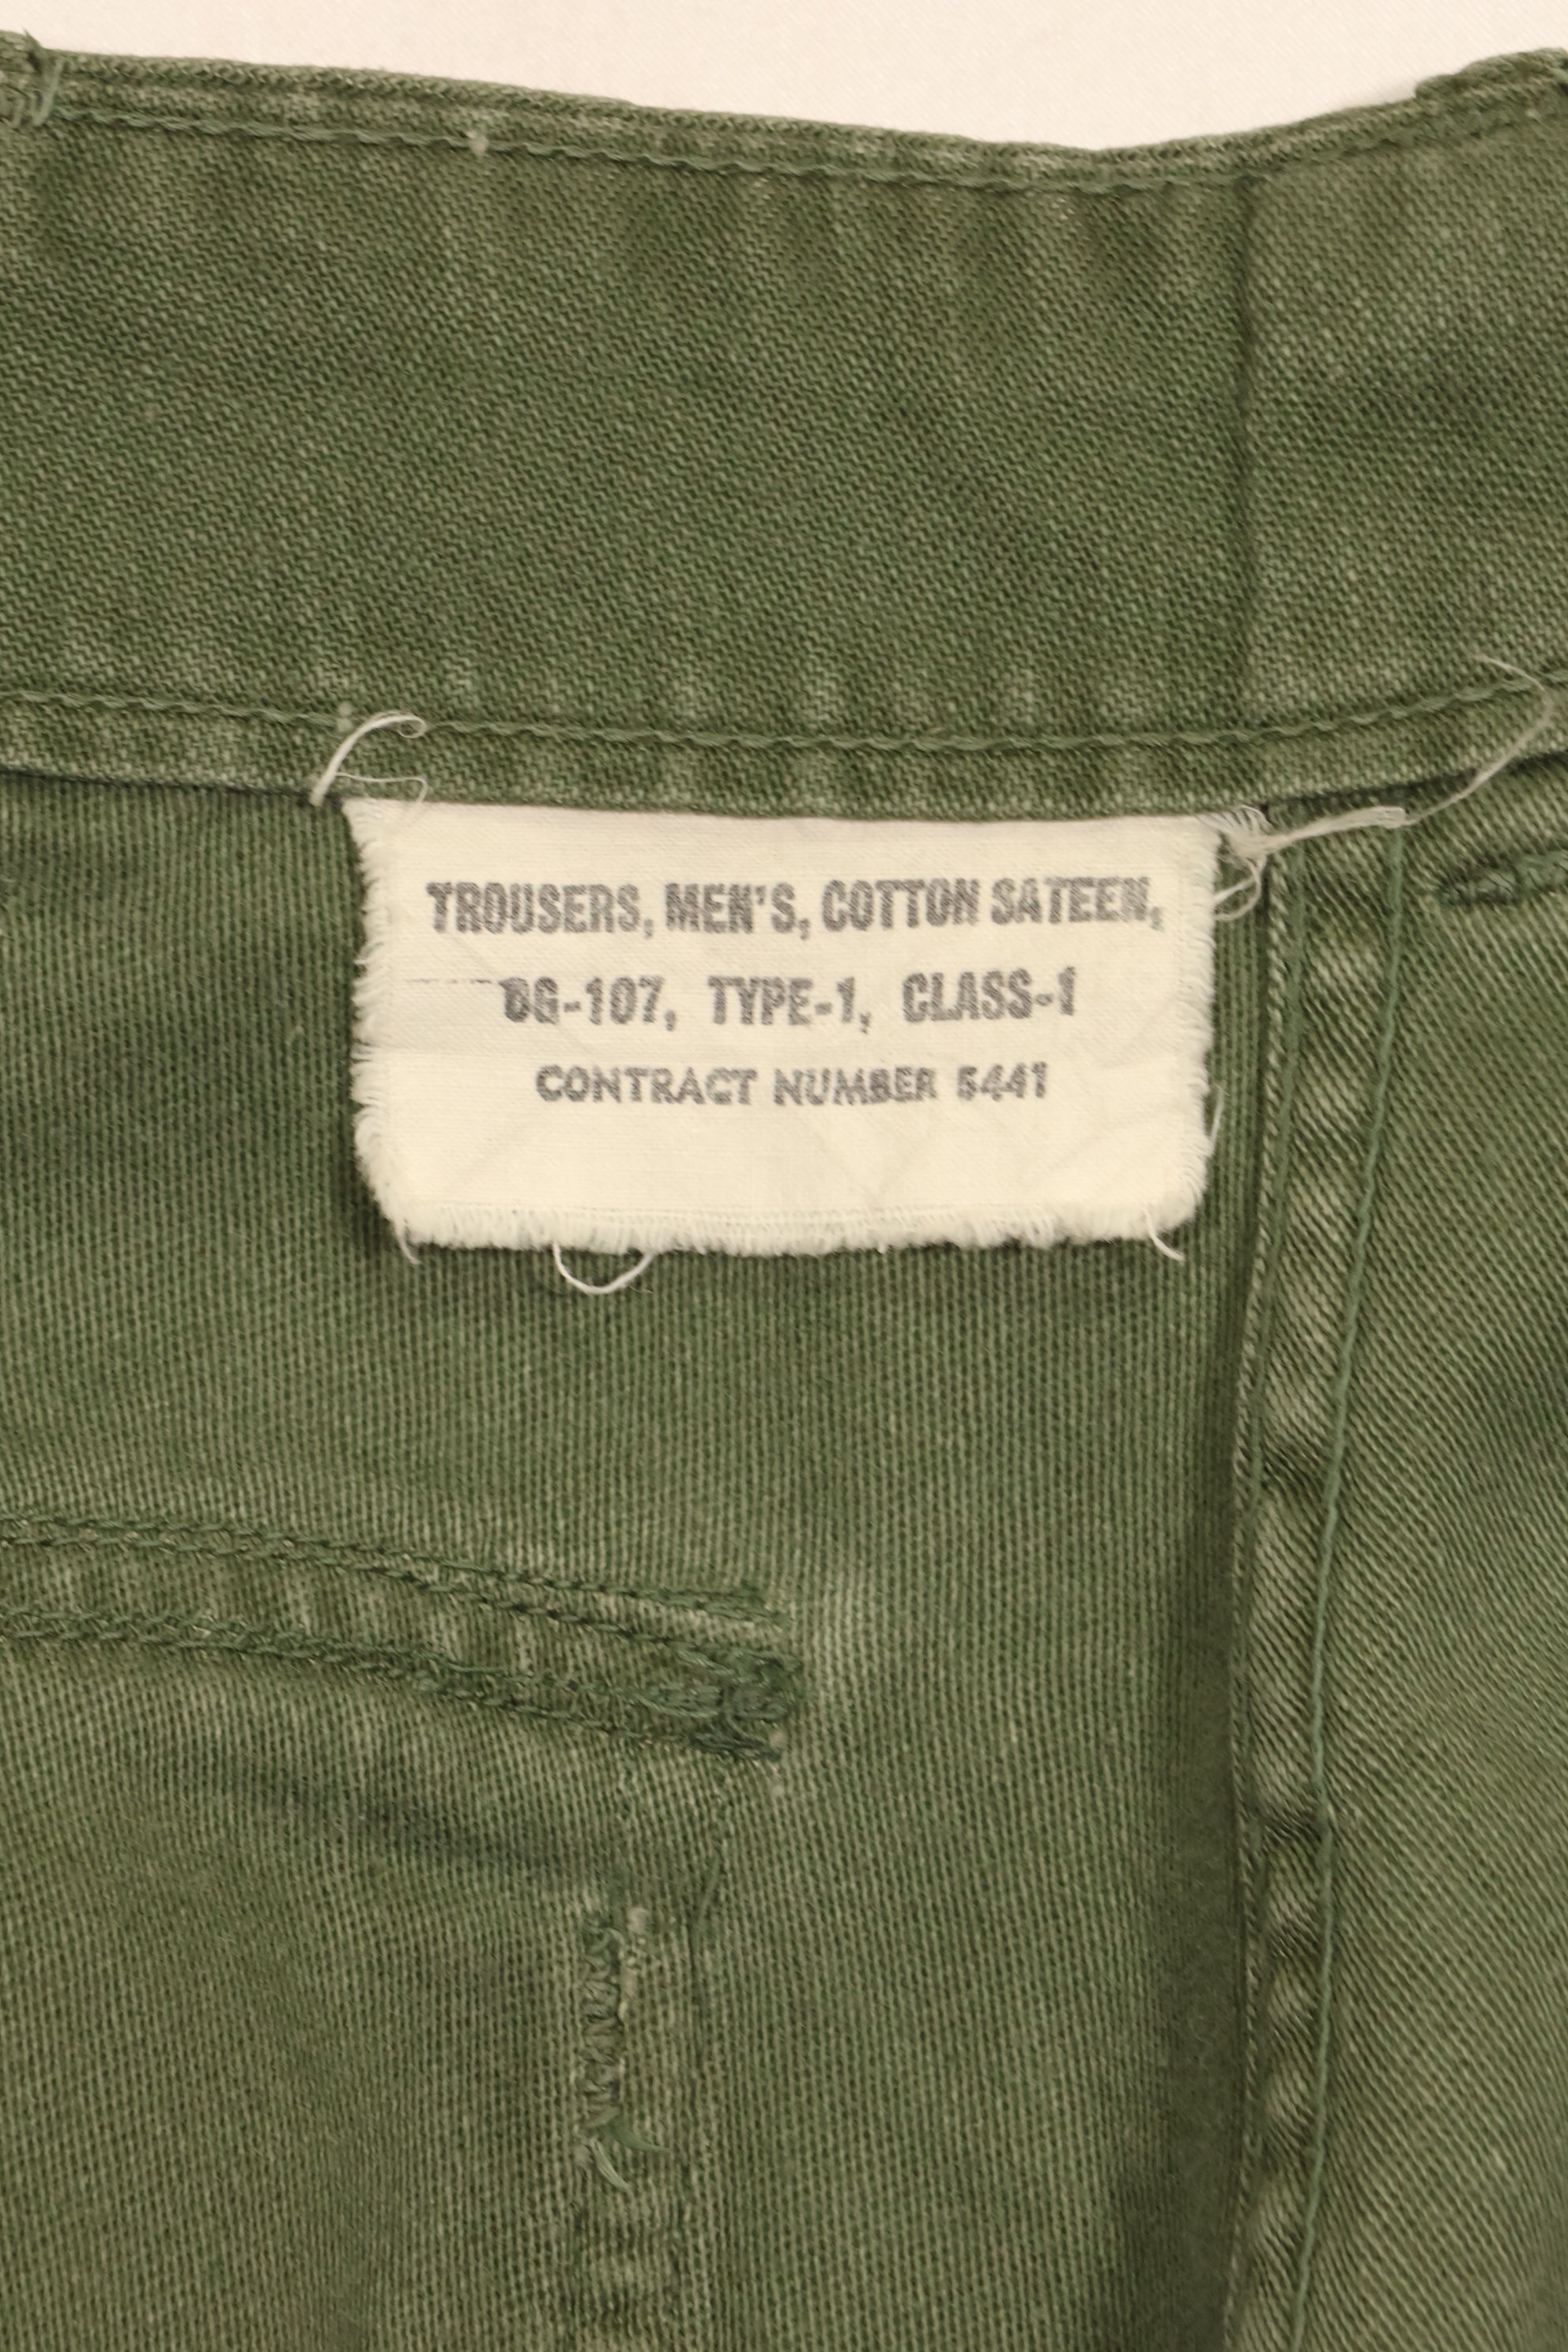 TROUSERS, MEN'S, COTTON SATEEN,
OG-107, TYPE-1, CLASS-1
CONTRACT NUMBER 5441